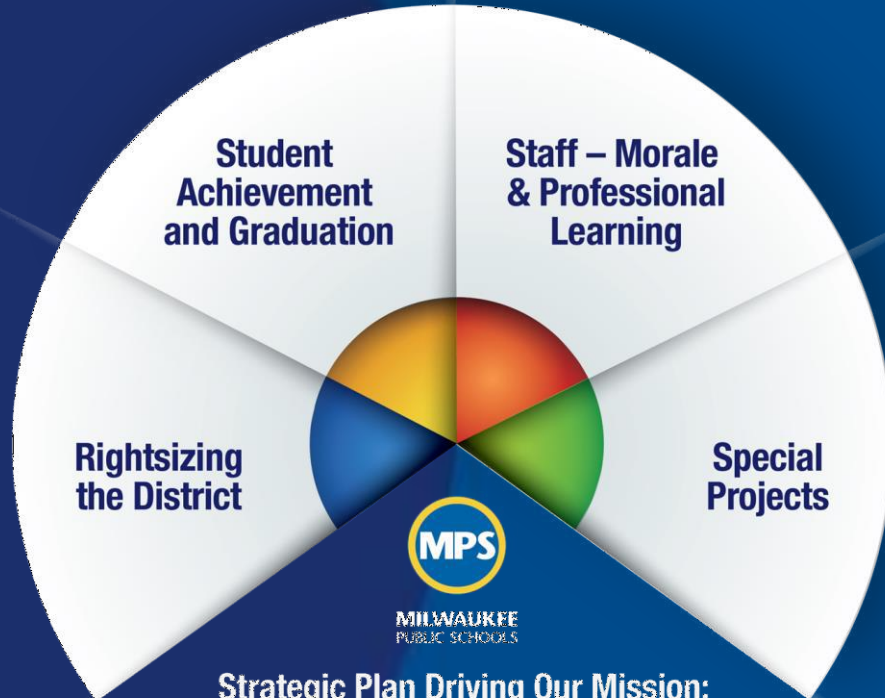 Student
Achievement
and Graduation
Staff – Morale
& Professional
Learning
Rightsizing
the District
Special
Projects
MPS
MILWAUKEE
PUBLIC SCHOOLS
Strategic Plan Driving Our Mission: